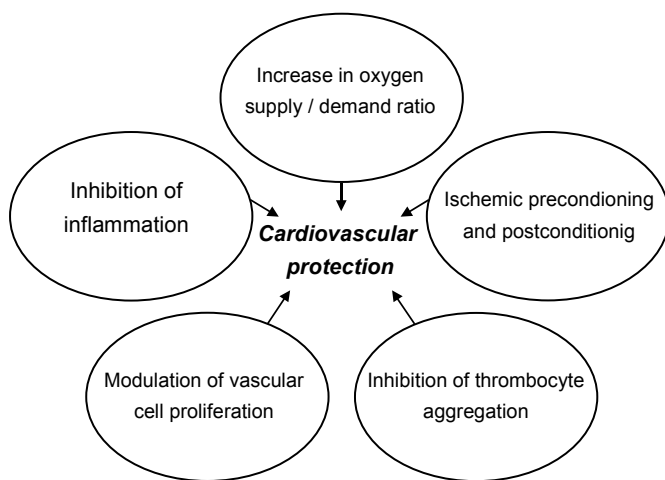 Increase in oxygen
supply / demand ratio
Inhibition of
inflammation
Ischemic precondioning
and postconditionig
Cardiovascular
protection
Modulation of vascular
cell proliferation
Inhibition of thrombocyte
aggregation